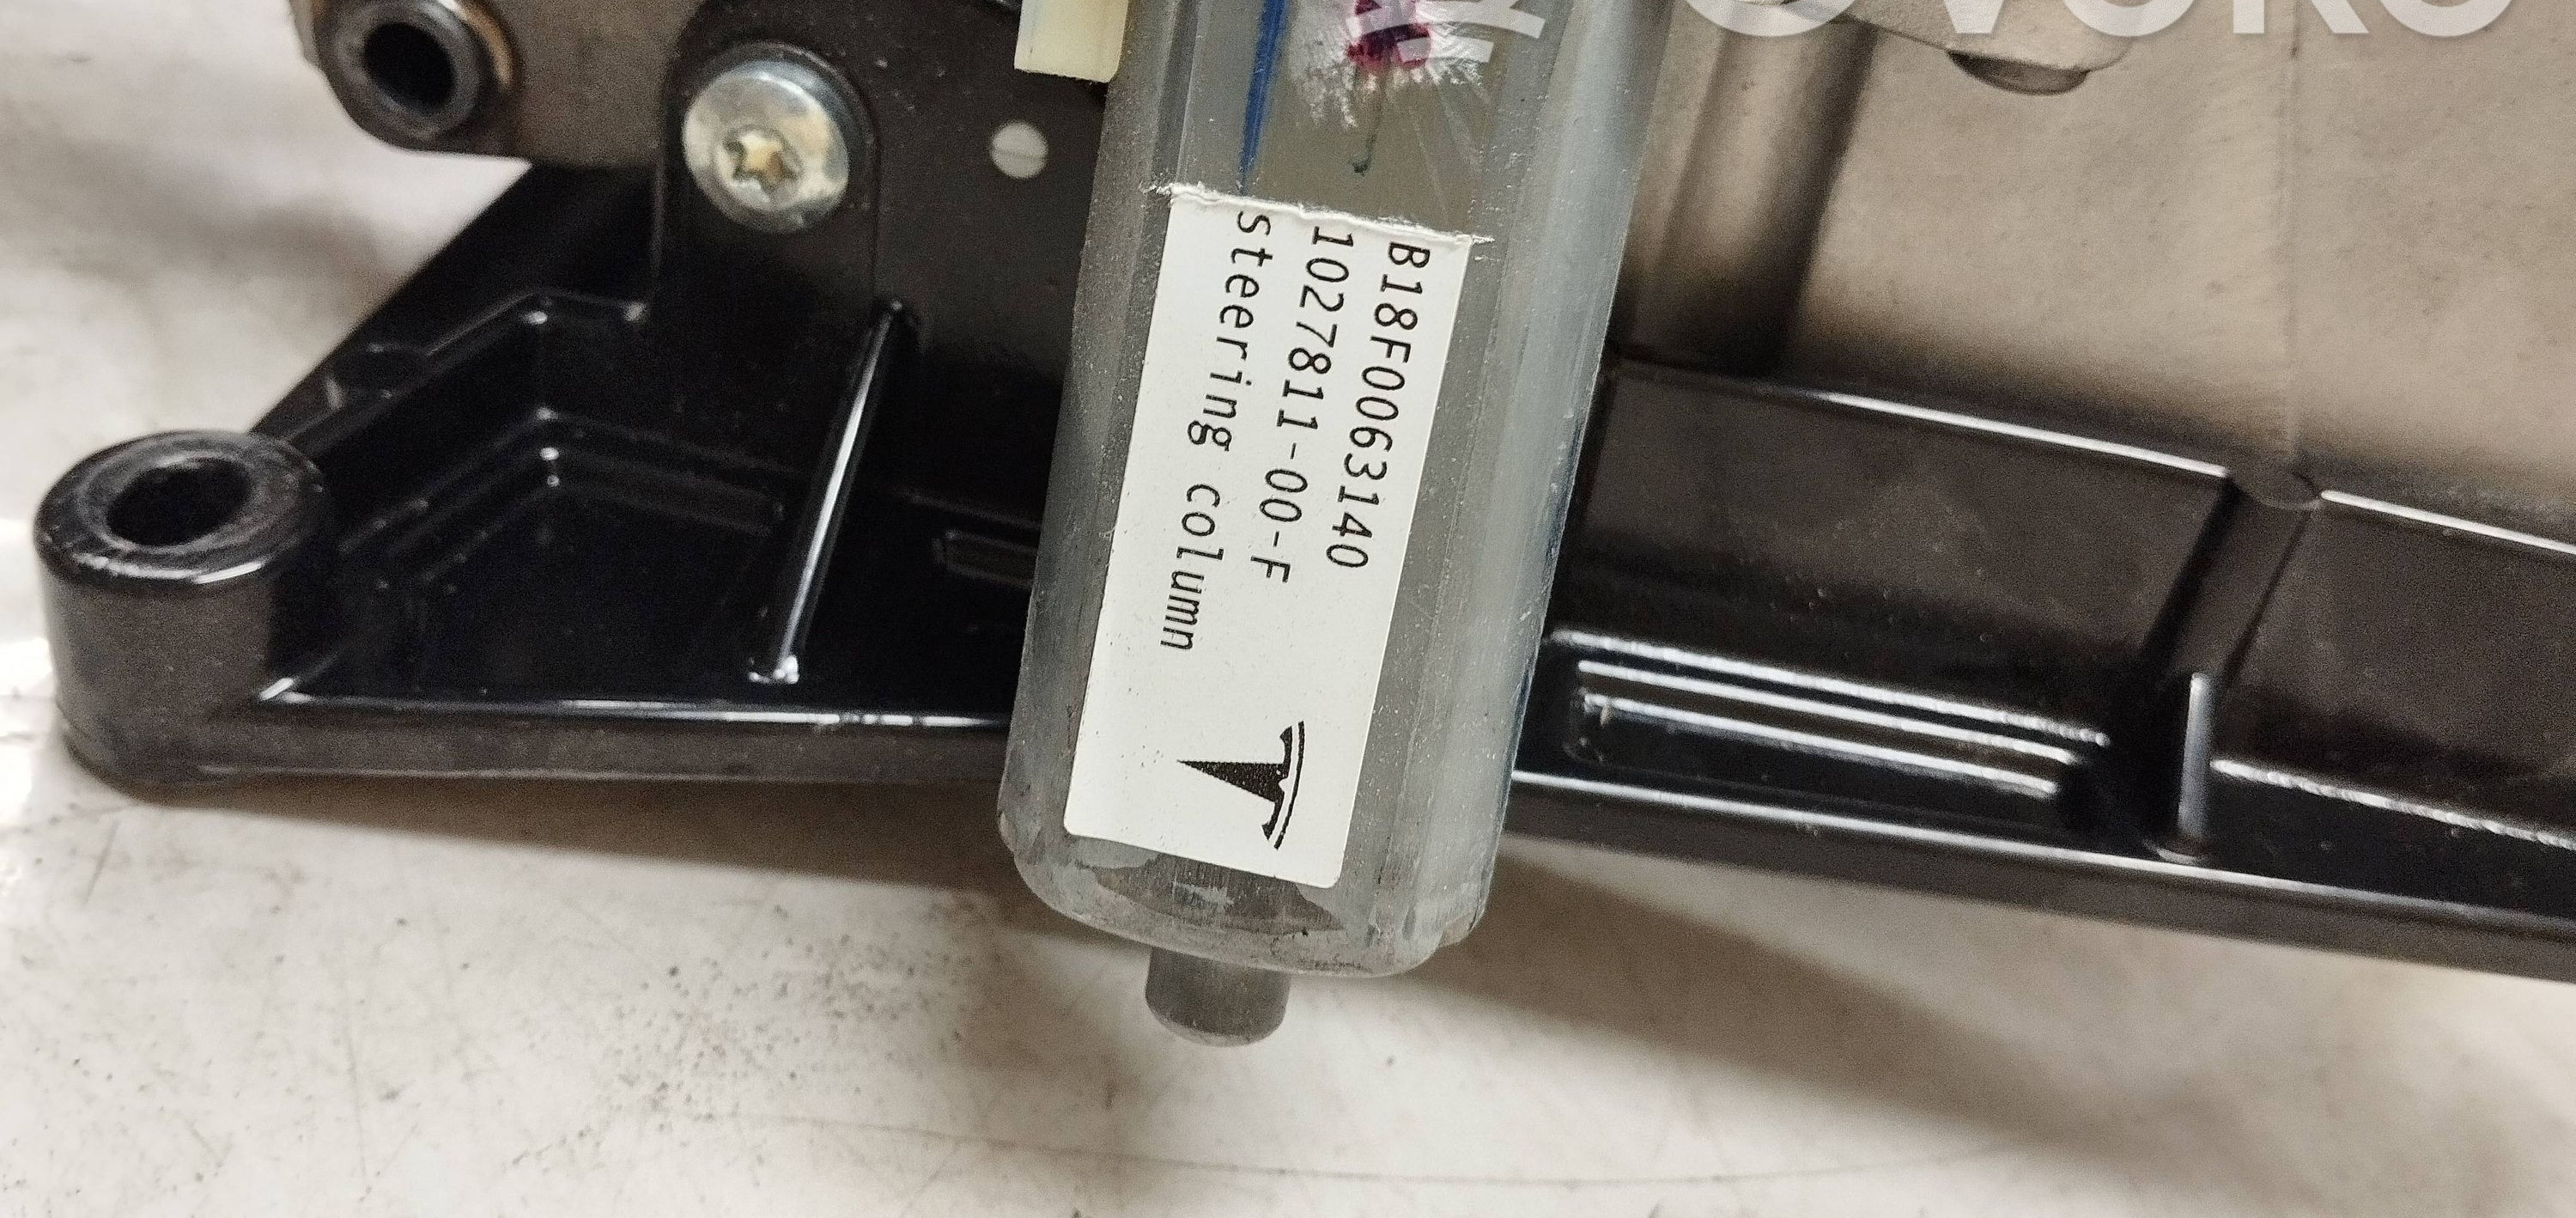 B18F0063140
1027811-00-F
steering column